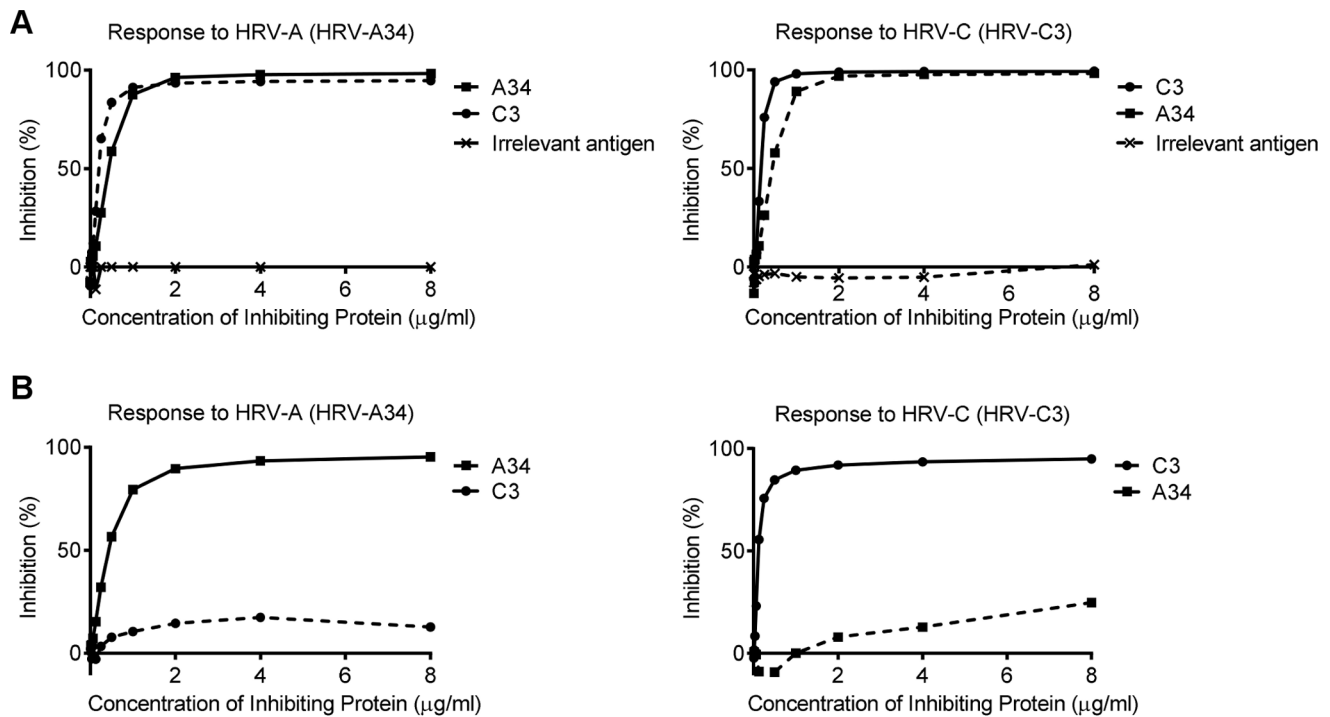 A
Response to HRV-A (HRV-A34)
100
50
0
2
4
6
8
Inhibition (%)
Concentration of Inhibiting Protein (μg/ml)
A34
C3
Irrelevant antigen
Response to HRV-C (HRV-C3)
100
50
0
2
4
6
8
Inhibition (%)
Concentration of Inhibiting Protein (μg/ml)
C3
A34
Irrelevant antigen
B
Response to HRV-A (HRV-A34)
100
50
0
2
4
6
8
Inhibition (%)
Concentration of Inhibiting Protein (μg/ml)
A34
C3
Response to HRV-C (HRV-C3)
100
50
0
2
4
6
8
Inhibition (%)
Concentration of Inhibiting Protein (μg/ml)
C3
A34